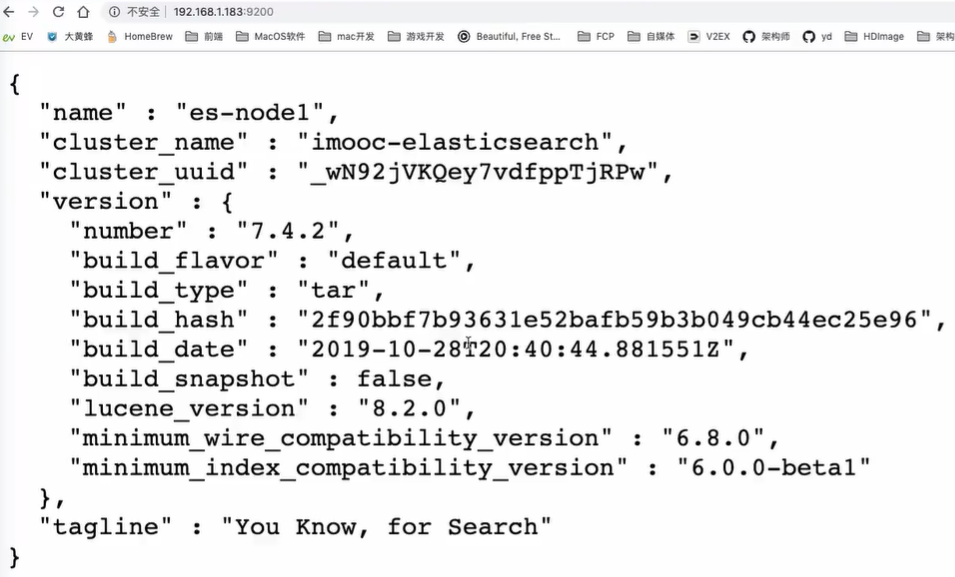 不安全 | 192.168.1.183:9200
EV 大黄蜂 HomeBrew 前端 MacOS软件 mac开发 游戏开发 Beautiful, Free St... FCP 自媒体 V2EX 架构师 yd HDImage 架构
{
"name" : "es-node1",
"cluster_name" : "imooc-elasticsearch",
"cluster_uuid" : "_wN92jVKQey7vdfppTjRPw",
"version" : {
"number" : "7.4.2",
"build_flavor" : "default",
"build_type" : "tar",
"build_hash" : "2f90bbf7b93631e52bafb59b3b049cb44ec25e96",
"build_date" : "2019-10-28T20:40:44.881551Z",
"build_snapshot" : false,
"lucene_version" : "8.2.0",
"minimum_wire_compatibility_version" : "6.8.0",
"minimum_index_compatibility_version" : "6.0.0-beta1"
},
"tagline" : "You Know, for Search"
}